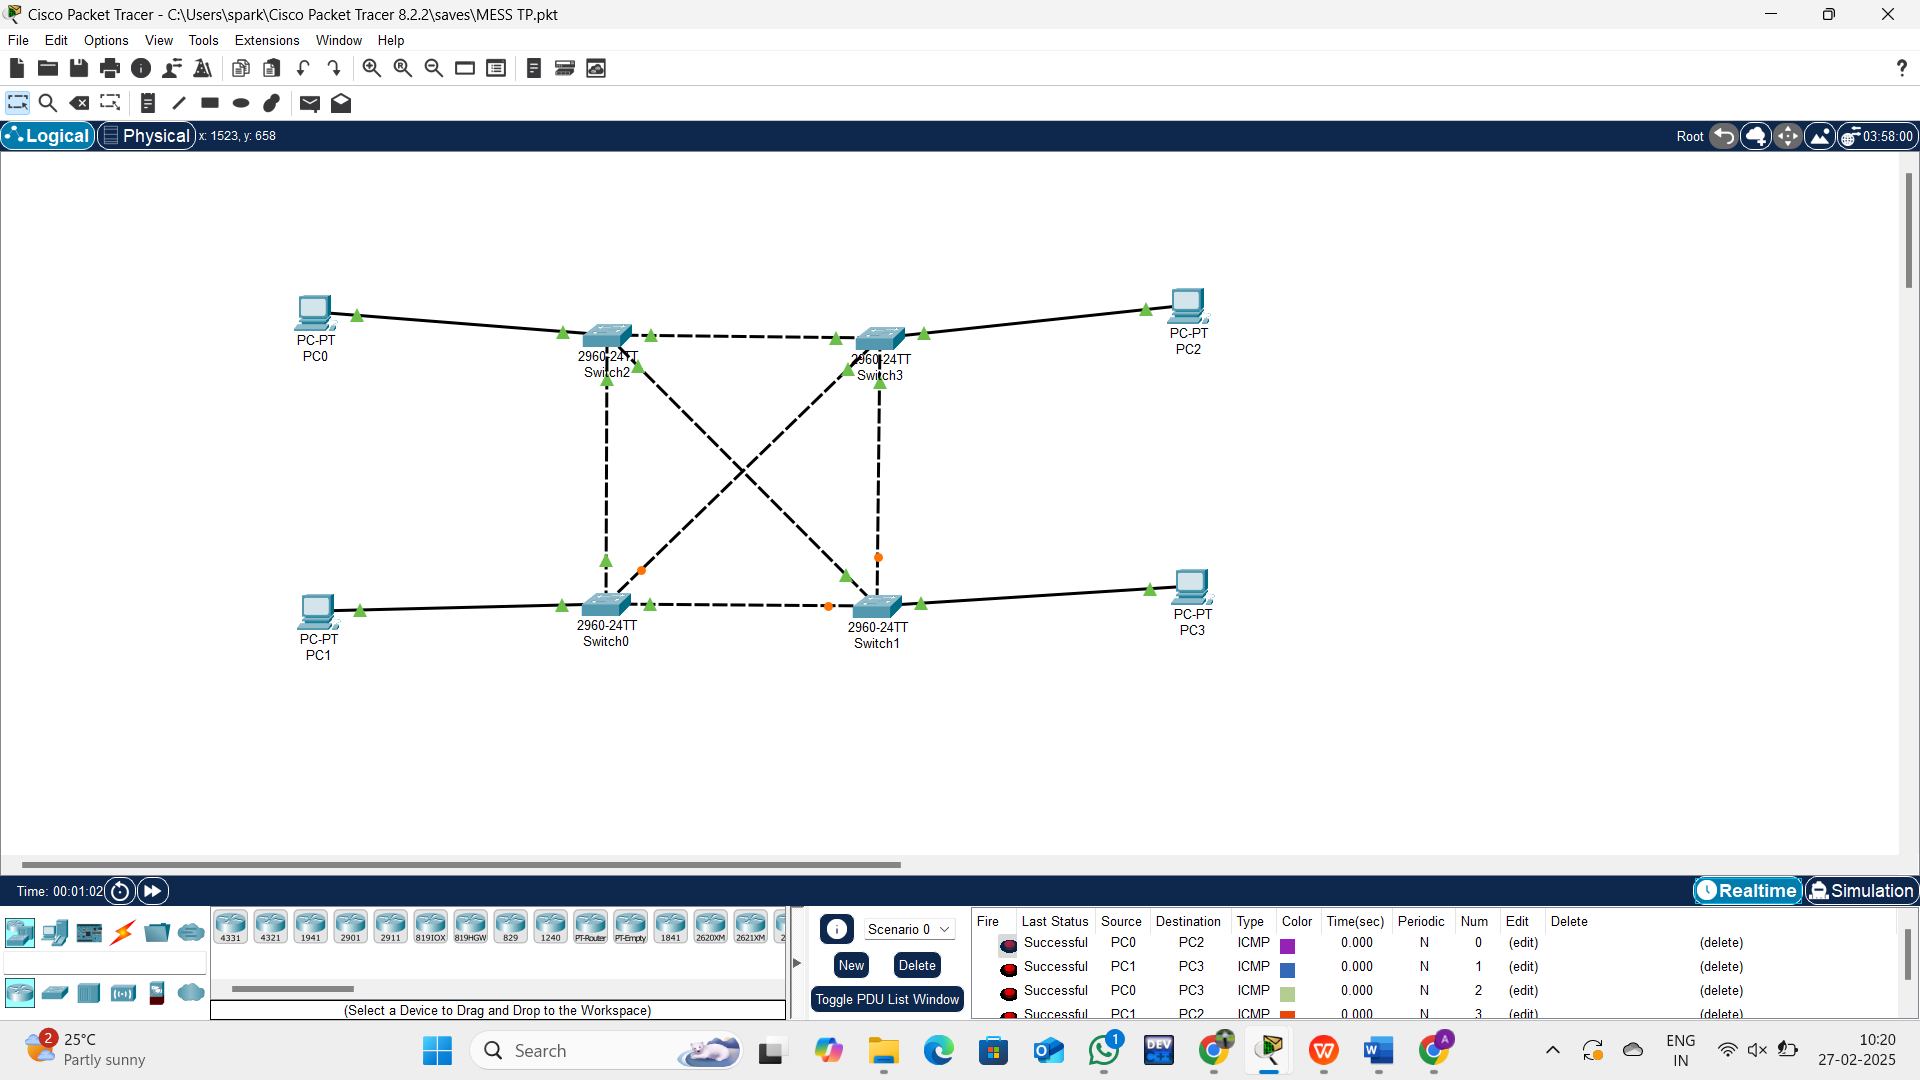 Cisco Packet Tracer - C:\Users\spark\Cisco Packet Tracer 8.2.2\saves\MESS TP.pkt
File Edit Options View Tools Extensions Window Help
?
Logical Physical x: 1523, y: 658 Root 03:58:00
PC-PT
PC0
2960-24TT
Switch2
2960-24TT
Switch3
PC-PT
PC2
PC-PT
PC1
2960-24TT
Switch0
2960-24TT
Switch1
PC-PT
PC3
Time: 00:01:02 Realtime Simulation
4331 4321 1941 2901 2911 819IOX 819HGW 829 1240 PT-Router PT-Empty 1841 2620XM 2621XM 2
(Select a Device to Drag and Drop to the Workspace)
Scenario 0
New Delete
Toggle PDU List Window
Fire Last Status Source Destination Type Color Time(sec) Periodic Num Edit Delete
Successful PC0 PC2 ICMP 0.000 N 0 (edit) (delete)
Successful PC1 PC3 ICMP 0.000 N 1 (edit) (delete)
Successful PC0 PC3 ICMP 0.000 N 2 (edit) (delete)
Successful PC1 PC2 ICMP 0.000 N 3 (edit) (delete)
2 25°C
Partly sunny
Search
1
DEV
A
ENG
IN
10:20
27-02-2025